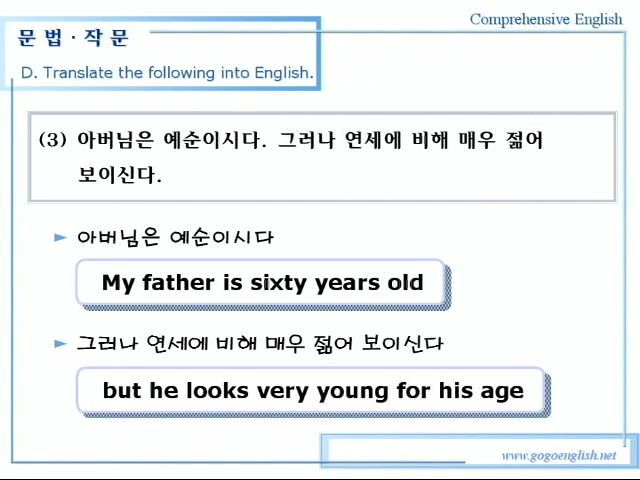 Comprehensive English
문 법 · 작 문
D. Translate the following into English.
(3) 아버님은 예순이시다. 그러나 연세에 비해 매우 젊어
보이신다.
► 아버님은 예순이시다
My father is sixty years old
► 그러나 연세에 비해 매우 젊어 보이신다
but he looks very young for his age
www.gogoenglish.net